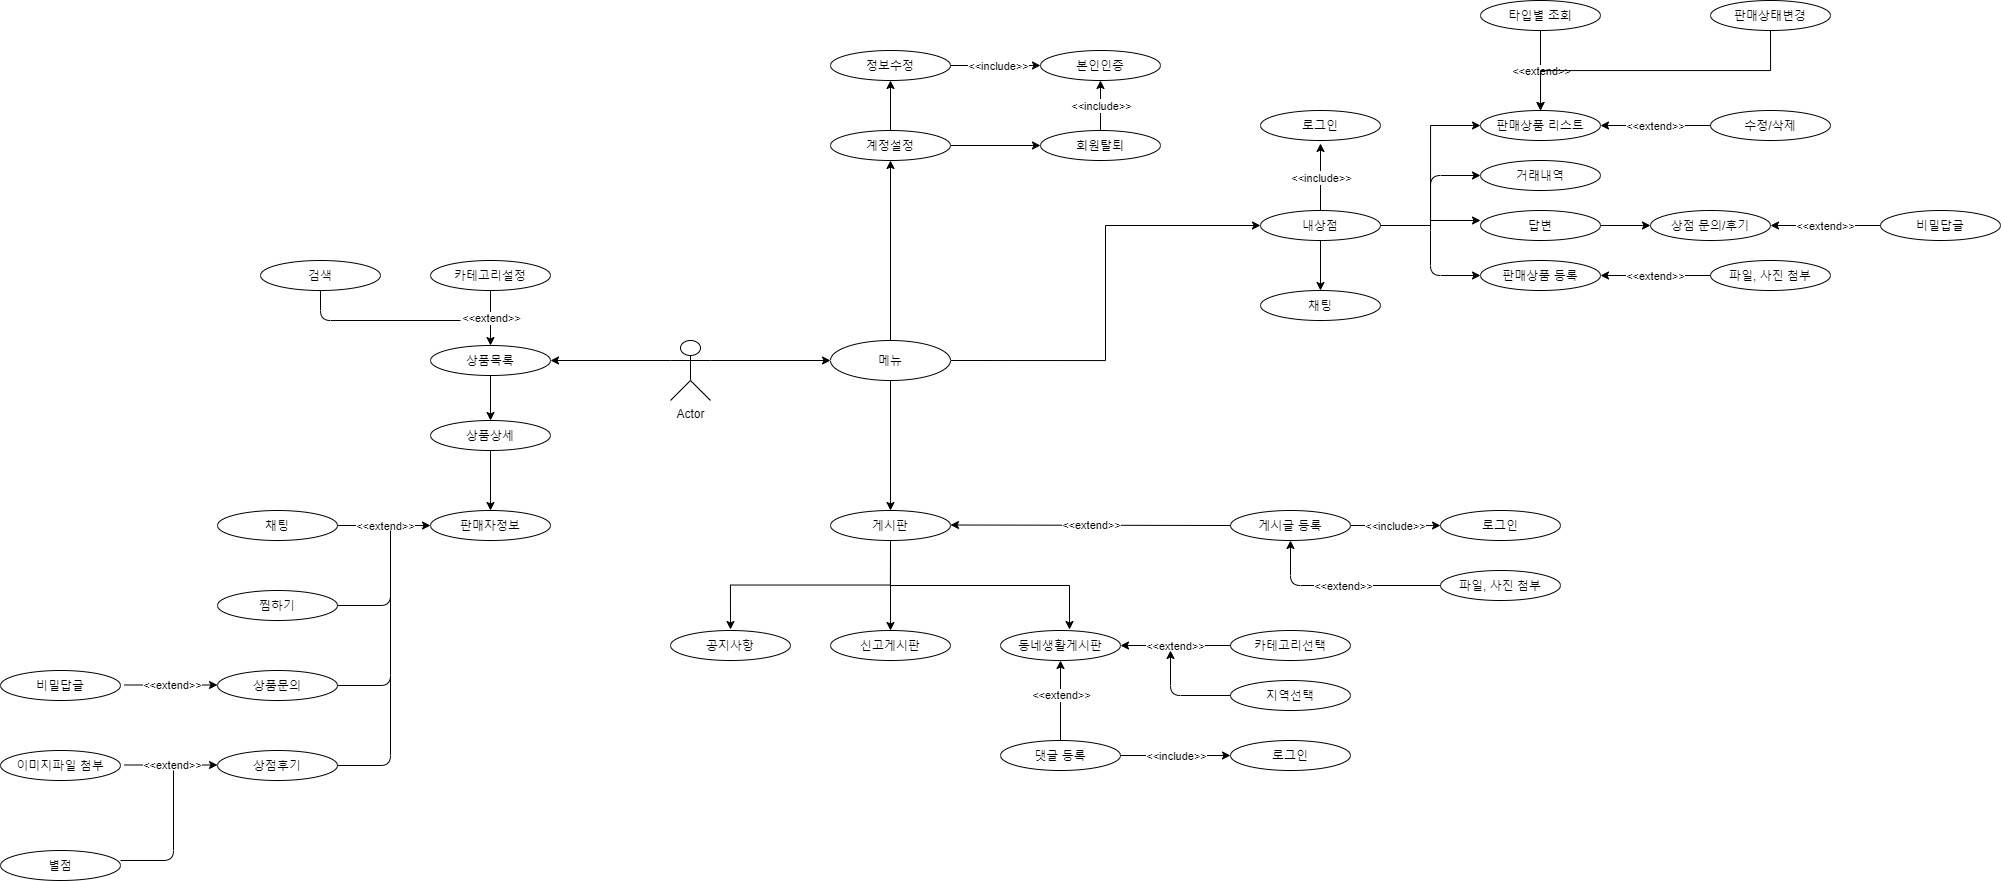 타입별 조회
판매상태변경
정보수정
<<include>>
본인인증
<<extend>>
<<include>>
로그인
판매상품 리스트
<<extend>>
수정/삭제
계정설정
회원탈퇴
<<include>>
거래내역
내상점
답변
상점 문의/후기
<<extend>>
비밀답글
검색
카테고리설정
판매상품 등록
<<extend>>
파일, 사진 첨부
채팅
<<extend>>
상품목록
메뉴
Actor
상품상세
채팅
<<extend>>
판매자정보
게시판
<<extend>>
게시글 등록
<<include>>
로그인
<<extend>>
파일, 사진 첨부
찜하기
공지사항
신고게시판
동네생활게시판
<<extend>>
카테고리선택
비밀답글
<<extend>>
상품문의
<<extend>>
지역선택
이미지파일 첨부
<<extend>>
상점후기
댓글 등록
<<include>>
로그인
별점